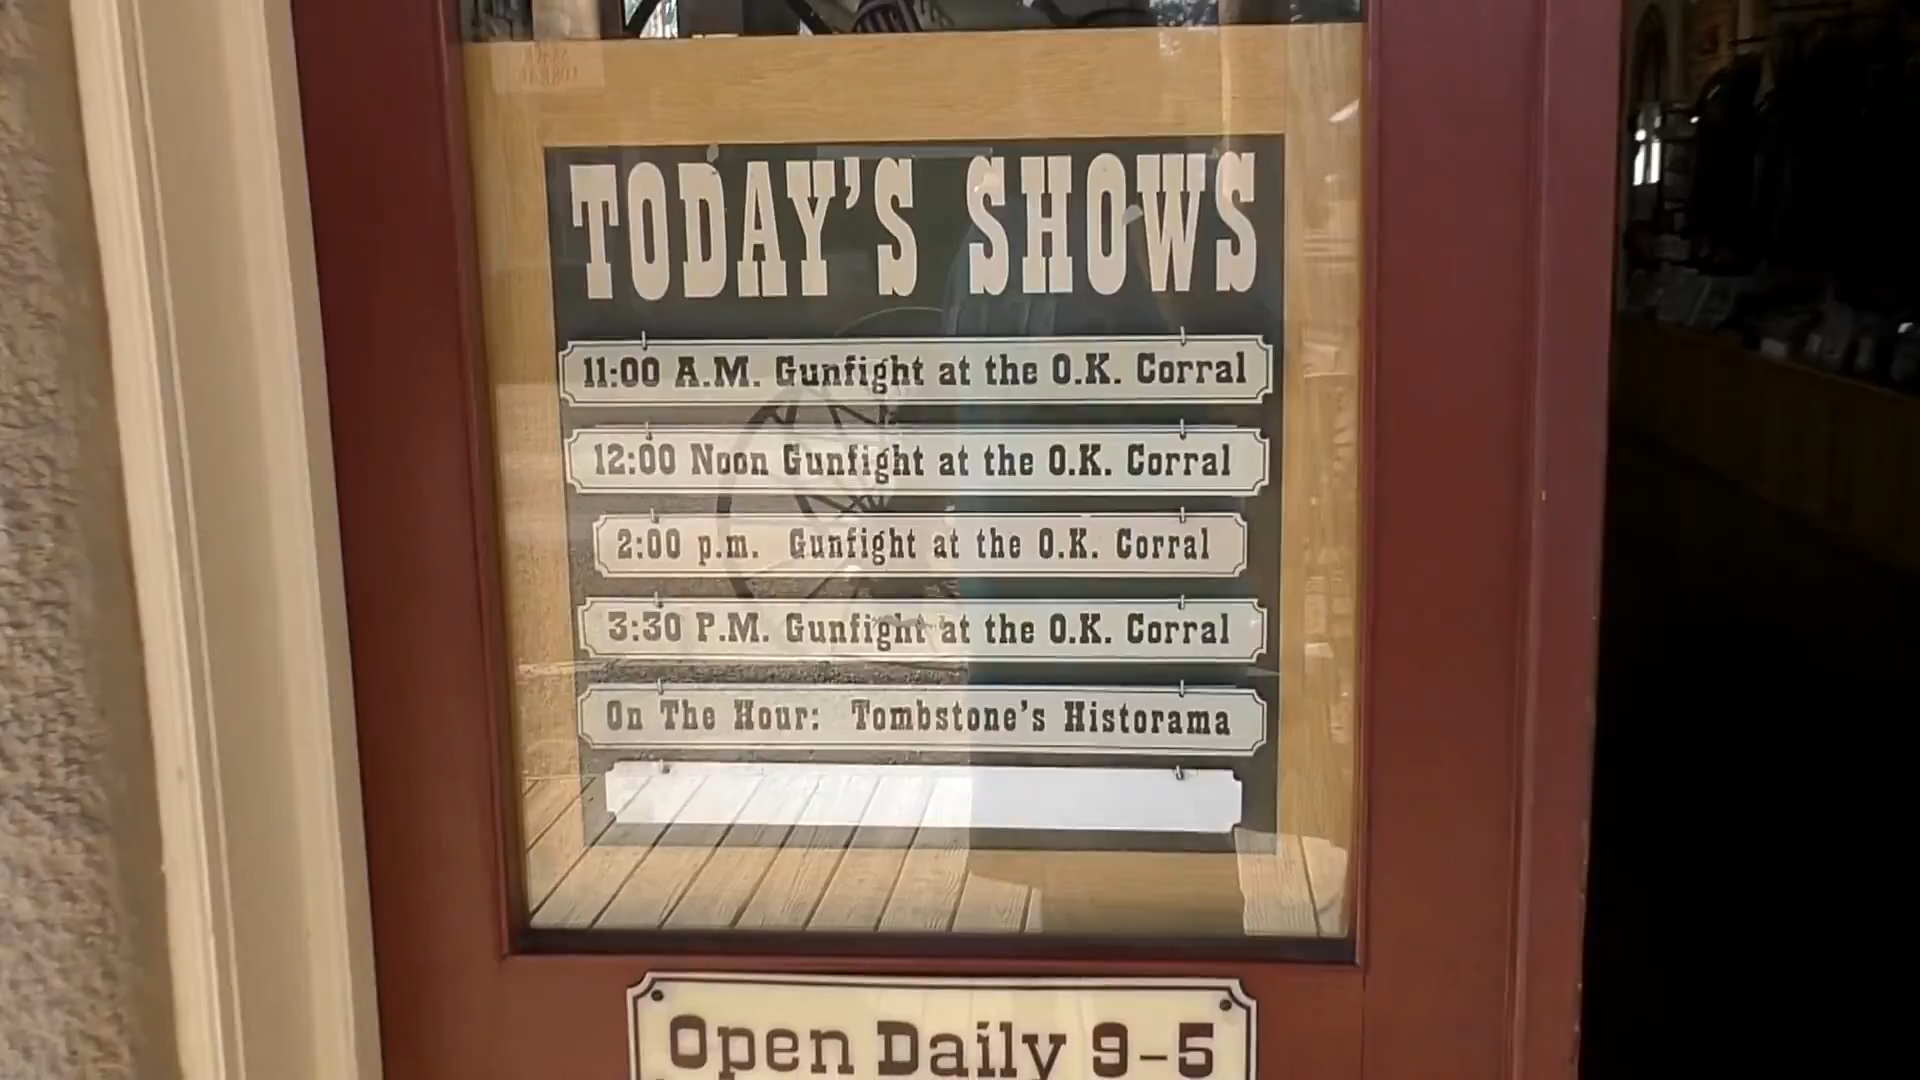 TODAY'S SHOWS
11:00 A.M. Gunfight at the O.K. Corral
12:00 Noon Gunfight at the O.K. Corral
2:00 p.m. Gunfight at the O.K. Corral
3:30 P.M. Gunfight at the O.K. Corral
On The Hour: Tombstone's Historama
Open Daily 9-5